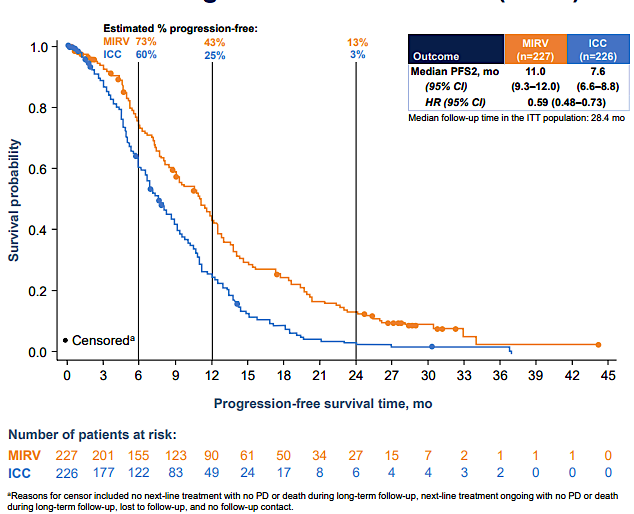 Estimated % progression-free:
MIRV 73% 43% 13%
ICC 60% 25% 3%
Outcome MIRV (n=227) ICC (n=226)
Median PFS2, mo 11.0 7.6
(95% CI) (9.3–12.0) (6.6–8.8)
HR (95% CI) 0.59 (0.48–0.73)
Median follow-up time in the ITT population: 28.4 mo
Survival probability
1.0
0.8
0.6
0.4
0.2
0.0
Censoredᵃ
0 3 6 9 12 15 18 21 24 27 30 33 36 39 42 45
Progression-free survival time, mo
Number of patients at risk:
MIRV 227 201 155 123 90 61 50 34 27 15 7 2 1 1 1 0
ICC 226 177 122 83 49 24 17 8 6 4 4 3 2 0 0 0
ᵃReasons for censor included no next-line treatment with no PD or death during long-term follow-up, next-line treatment ongoing with no PD or death
during long-term follow-up, lost to follow-up, and no follow-up contact.